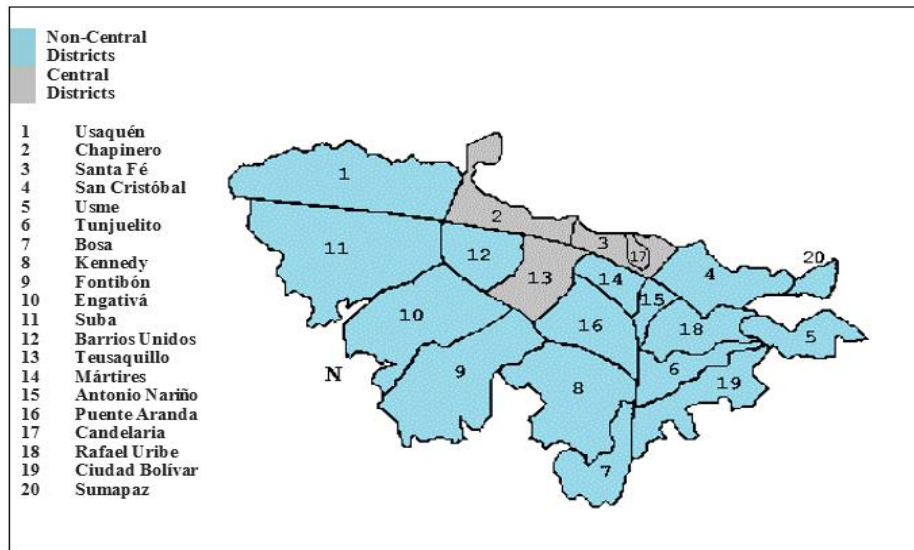 Non-Central
Districts
Central
Districts
1 Usaquén
2 Chapinero
3 Santa Fé
4 San Cristóbal
5 Usme
6 Tunjuelito
7 Bosa
8 Kennedy
9 Fontibón
10 Engativá
11 Suba
12 Barrios Unidos
13 Teusaquillo
14 Mártires
15 Antonio Nariño
16 Puente Aranda
17 Candelaria
18 Rafael Uribe
19 Ciudad Bolívar
20 Sumapaz
1
2
3
17
4
20
11
12
13
14
15
10
16
18
5
N
9
8
6
19
7